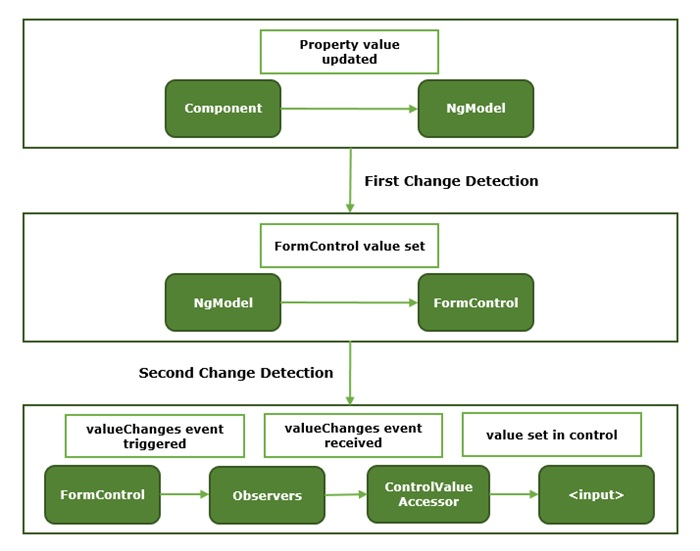 Property value
updated
Component
NgModel
First Change Detection
FormControl value set
NgModel
FormControl
Second Change Detection
valueChanges event
triggered
valueChanges event
received
value set in control
FormControl
Observers
ControlValue
Accessor
<input>